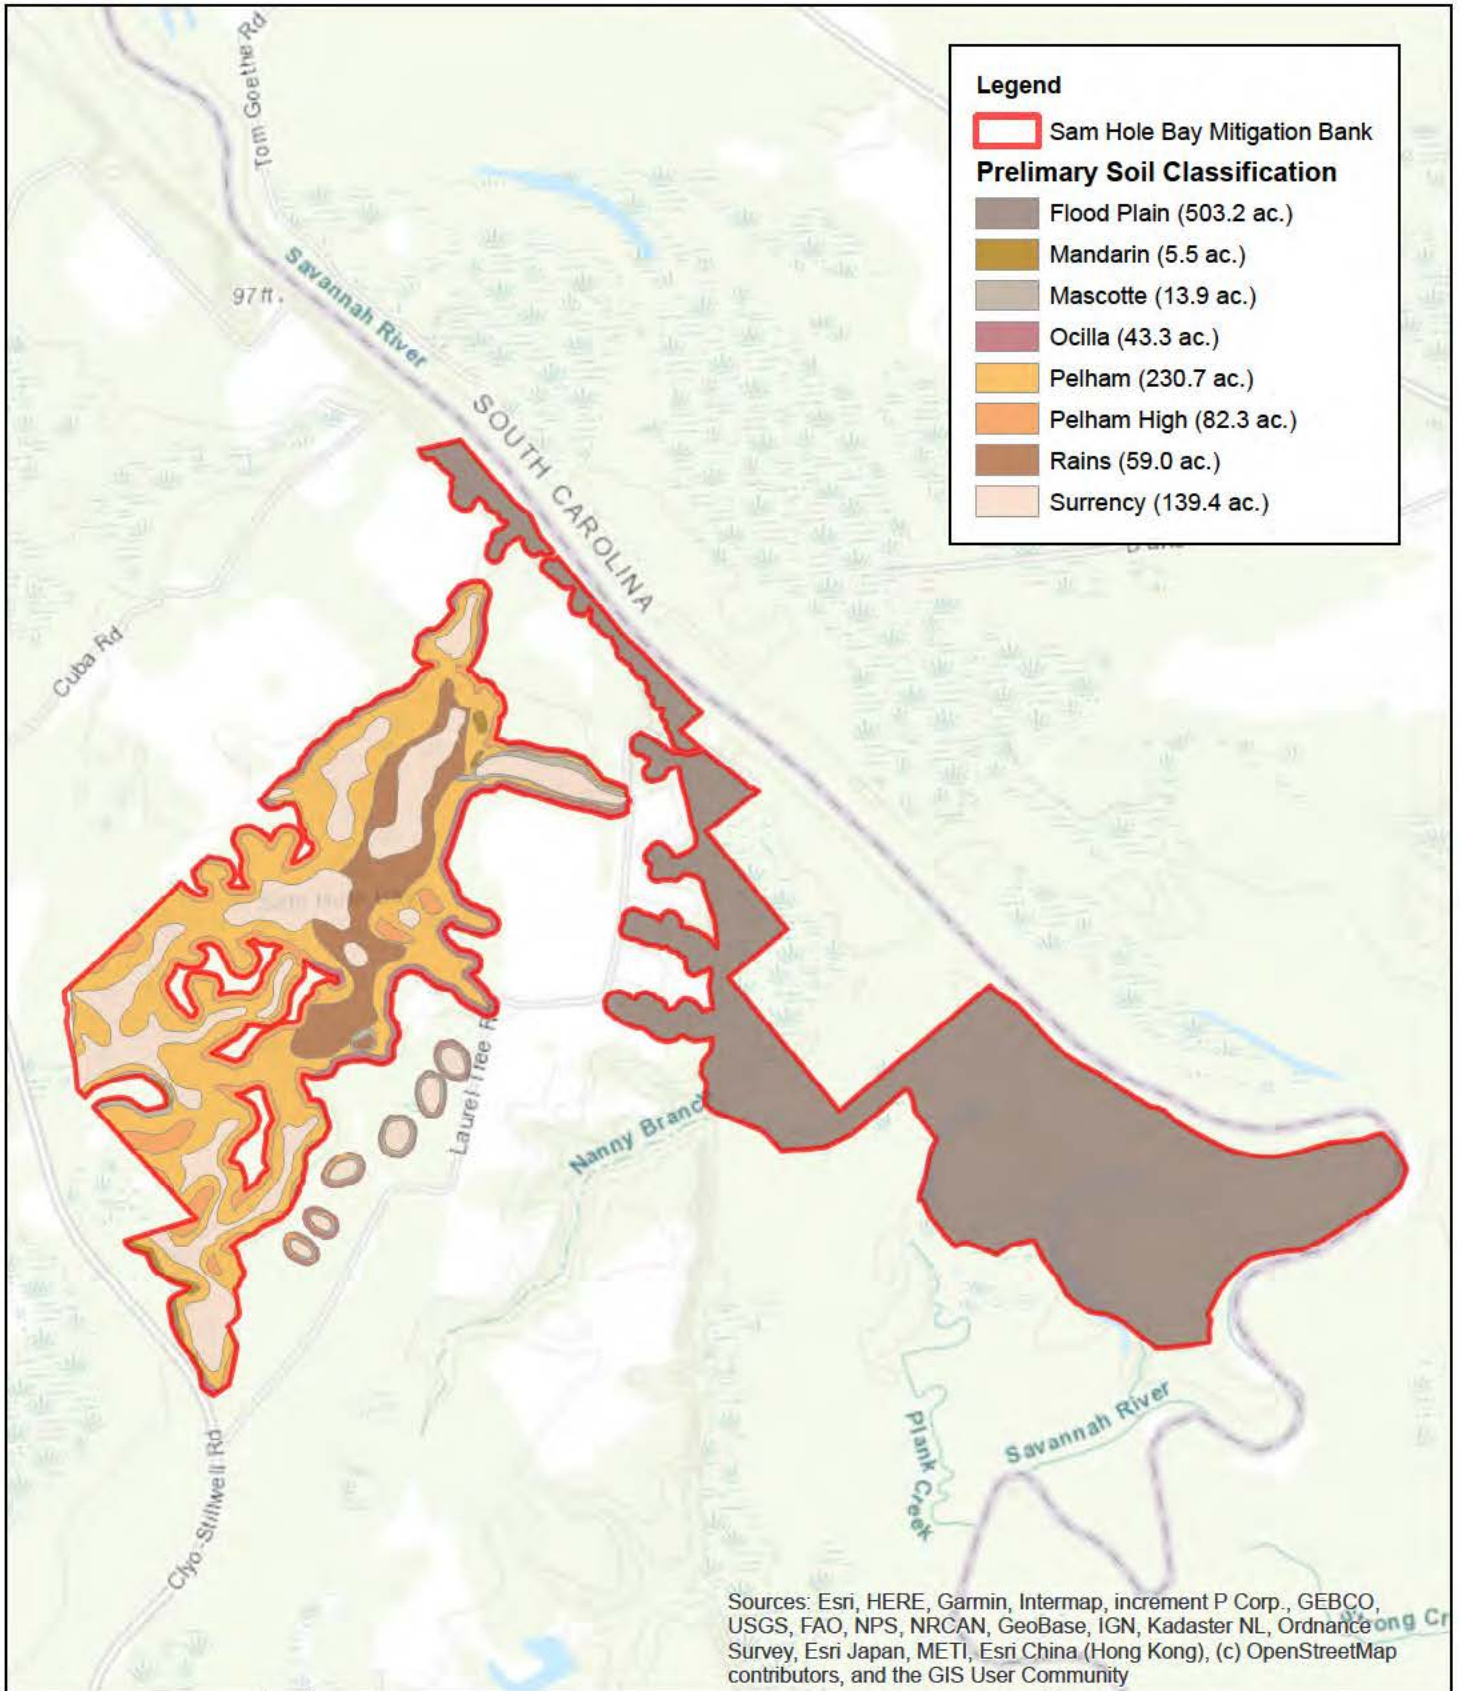 Tom Goethe Rd
Legend
Sam Hole Bay Mitigation Bank
Prelimary Soil Classification
Flood Plain (503.2 ac.)
Mandarin (5.5 ac.)
Mascotte (13.9 ac.)
Ocilla (43.3 ac.)
Pelham (230.7 ac.)
Pelham High (82.3 ac.)
Rains (59.0 ac.)
Surrency (139.4 ac.)
Savannah River
97 ft.
SOUTH CAROLINA
Cuba Rd
Sam Hole
Laurel Tree R
Nanny Branch
Savannah River
Plank Creek
Clyo-Stillwell Rd
Sources: Esri, HERE, Garmin, Intermap, increment P Corp., GEBCO,
USGS, FAO, NPS, NRCAN, GeoBase, IGN, Kadaster NL, Ordnance
Survey, Esri Japan, METI, Esri China (Hong Kong), (c) OpenStreetMap
contributors, and the GIS User Community